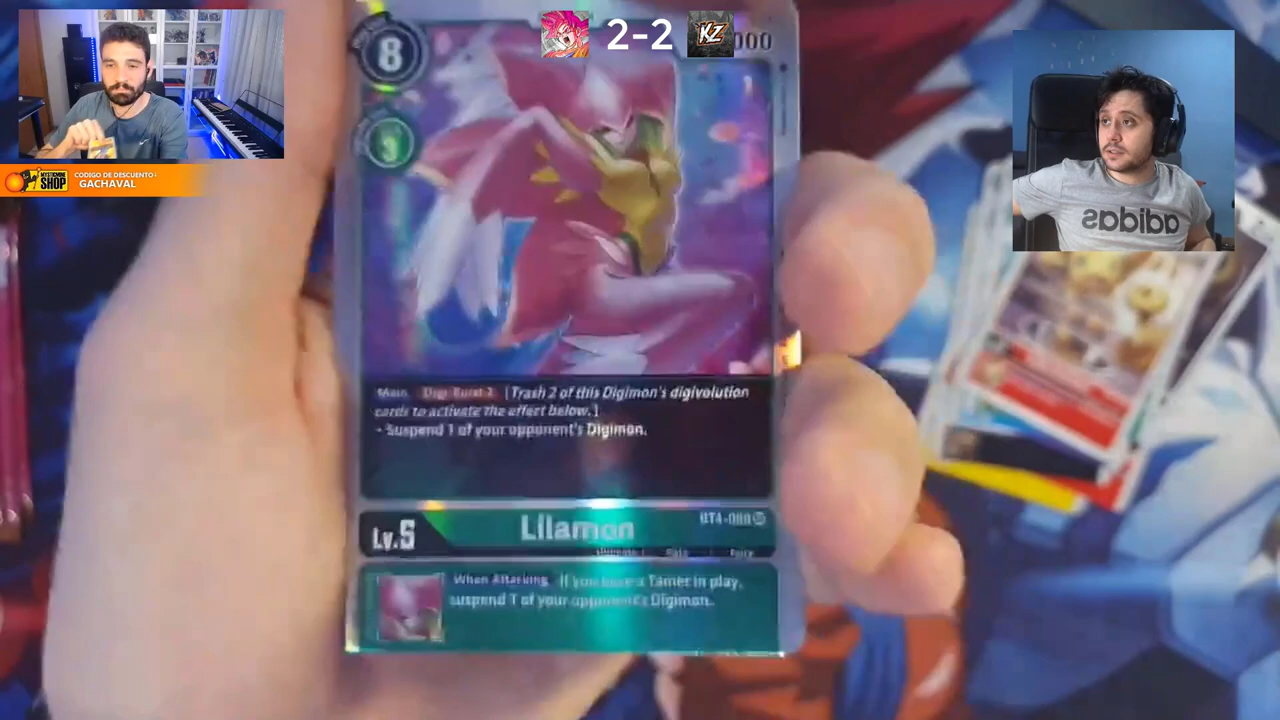 2-2
KZ
8
000
3
MYSTERYBOX
SHOP
CODIGO DE DESCUENTO:
GACHAVAL
adidas
Main Digi-Burst 2 [Trash 2 of this Digimon's digivolution
cards to activate the effect below.]
- Suspend 1 of your opponent's Digimon.
Lv.5
Lilamon
When Attacking If you have a Tamer in play,
suspend 1 of your opponent's Digimon.